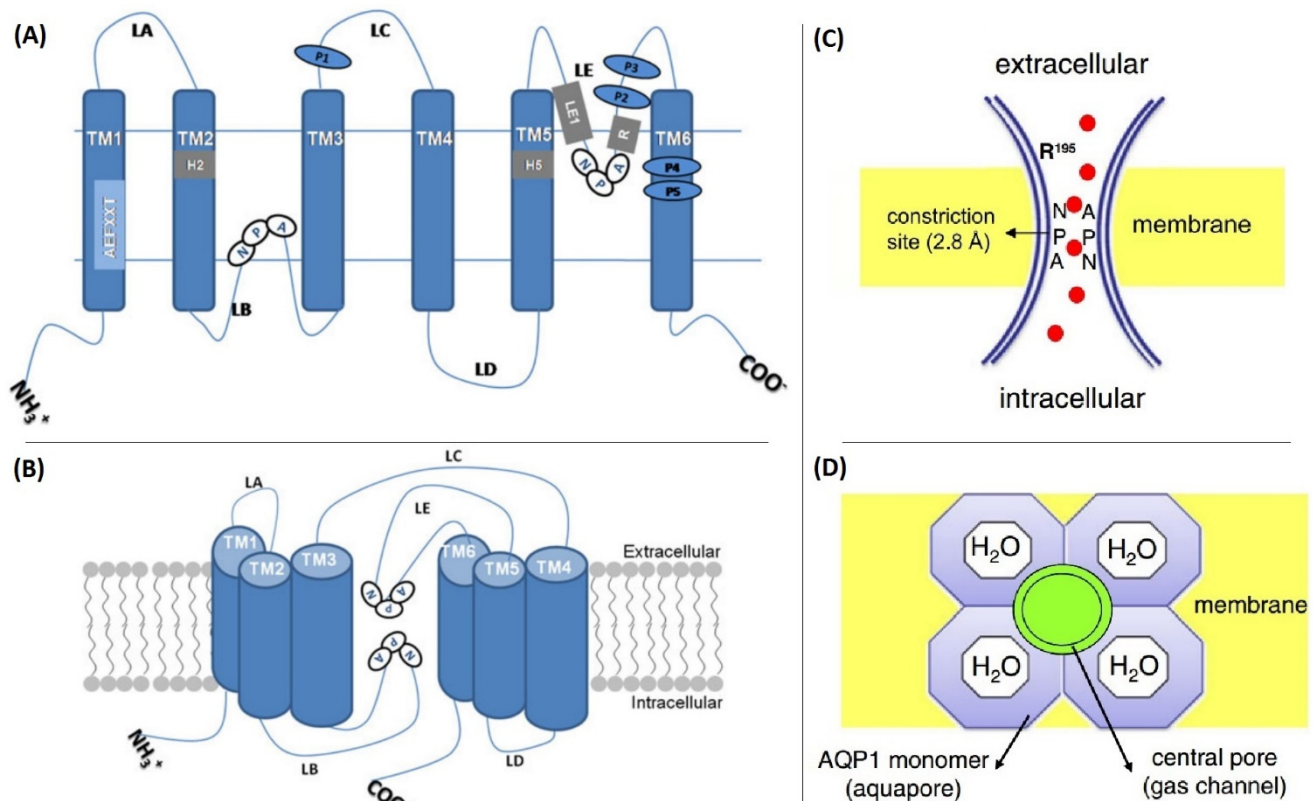 (A)
LA
LC
P1
P3
LE
P2
LE1
R
TM1
TM2
TM3
TM4
TM5
TM6
H2
H5
P4
P5
N
P
A
AEFXXT
N
P
A
LB
LD
NH₃⁺
COO⁻
(B)
LC
LA
LE
TM1
TM2
TM3
TM6
TM5
TM4
Extracellular
N
P
A
A
P
N
Intracellular
NH₃⁺
LB
LD
(C)
extracellular
R¹⁹⁵
N A
constriction
site (2.8 Å)
P P
A N
membrane
intracellular
(D)
H₂O
H₂O
membrane
H₂O
H₂O
AQP1 monomer
(aquapore)
central pore
(gas channel)